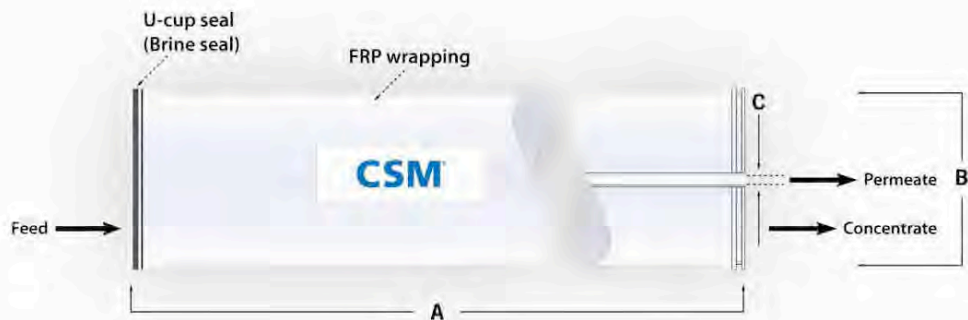 U-cup seal
(Brine seal)
FRP wrapping
C
CSM
Permeate
B
Feed
Concentrate
A